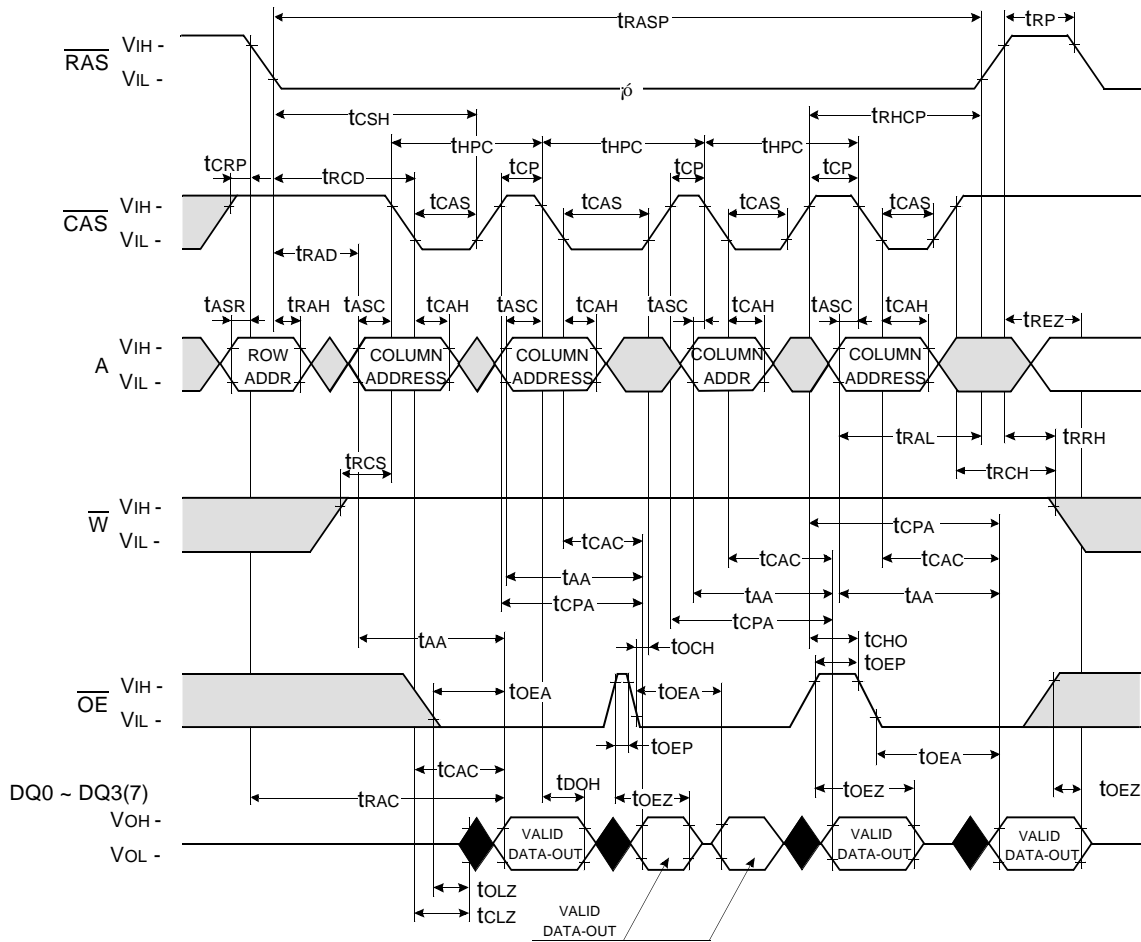 tRASP
tRP
RAS
VIH -
VIL -
¡ó
tCSH
tRHCP
tHPC
tHPC
tHPC
tCRP
tRCD
tCP
tCP
tCP
CAS
VIH -
VIL -
tCAS
tCAS
tCAS
tCAS
tRAD
tASR
tRAH
tASC
tCAH
tASC
tCAH
tASC
tCAH
tASC
tCAH
tREZ
A
VIH -
VIL -
ROW
ADDR
COLUMN
ADDRESS
COLUMN
ADDRESS
COLUMN
ADDR
COLUMN
ADDRESS
tRAL
tRRH
tRCS
tRCH
W
VIH -
VIL -
tCPA
tCAC
tCAC
tCAC
tAA
tAA
tAA
tCPA
tCPA
tAA
tOCH
tCHO
tOEP
OE
VIH -
VIL -
tOEA
tOEA
tOEP
tOEA
tCAC
tDOH
DQ0 ~ DQ3(7)
tRAC
tOEZ
tOEZ
tOEZ
VOH -
VOL -
VALID
DATA-OUT
VALID
DATA-OUT
VALID
DATA-OUT
tOLZ
tCLZ
VALID
DATA-OUT